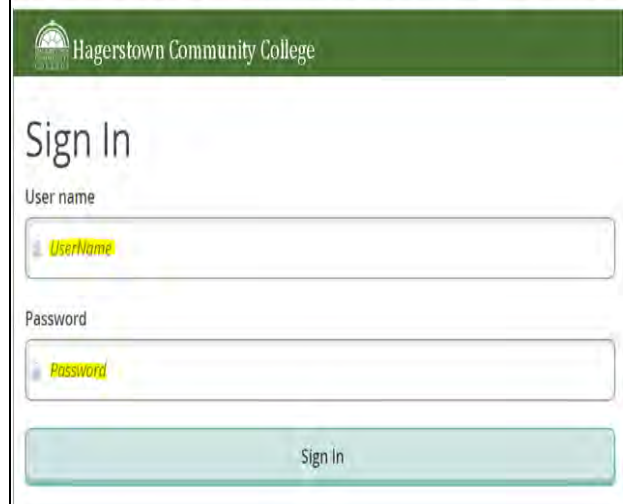 Hagerstown Community College
Sign In
User name
UserName
Password
Password
Sign In